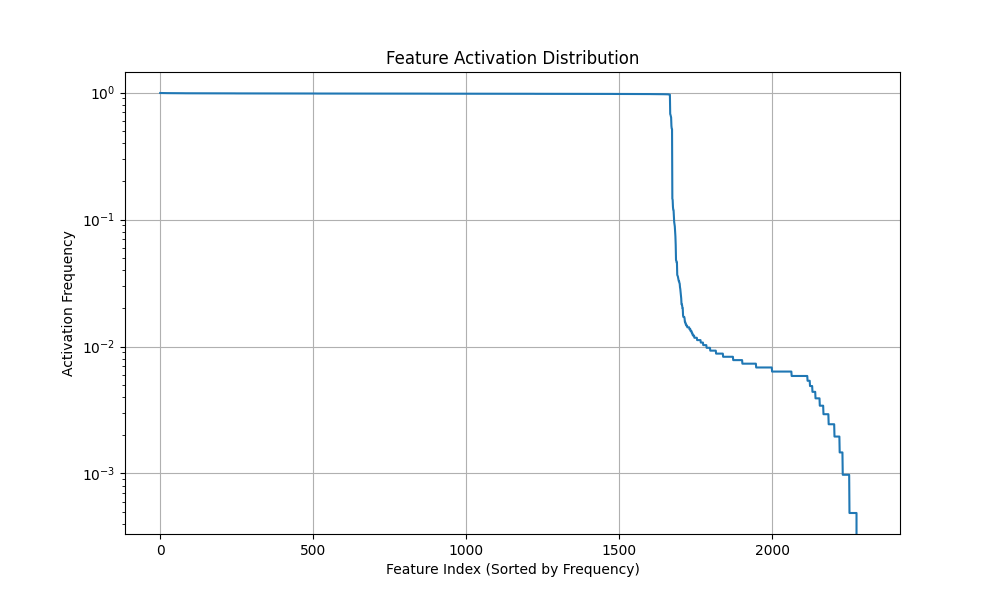 Feature Activation Distribution
Activation Frequency
10⁰
10⁻¹
10⁻²
10⁻³
0 500 1000 1500 2000
Feature Index (Sorted by Frequency)